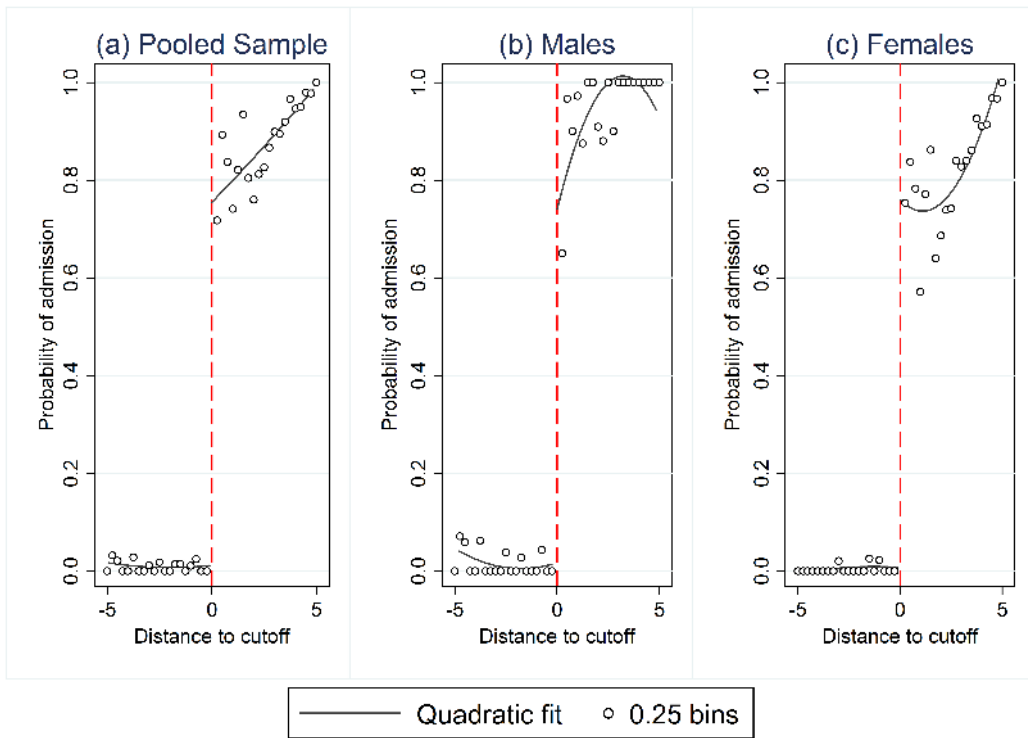 (a) Pooled Sample
Probability of admission
1.0
0.8
0.6
0.4
0.2
0.0
-5 0 5
Distance to cutoff
(b) Males
Probability of admission
1.0
0.8
0.6
0.4
0.2
0.0
-5 0 5
Distance to cutoff
(c) Females
Probability of admission
1.0
0.8
0.6
0.4
0.2
0.0
-5 0 5
Distance to cutoff
Quadratic fit 0.25 bins